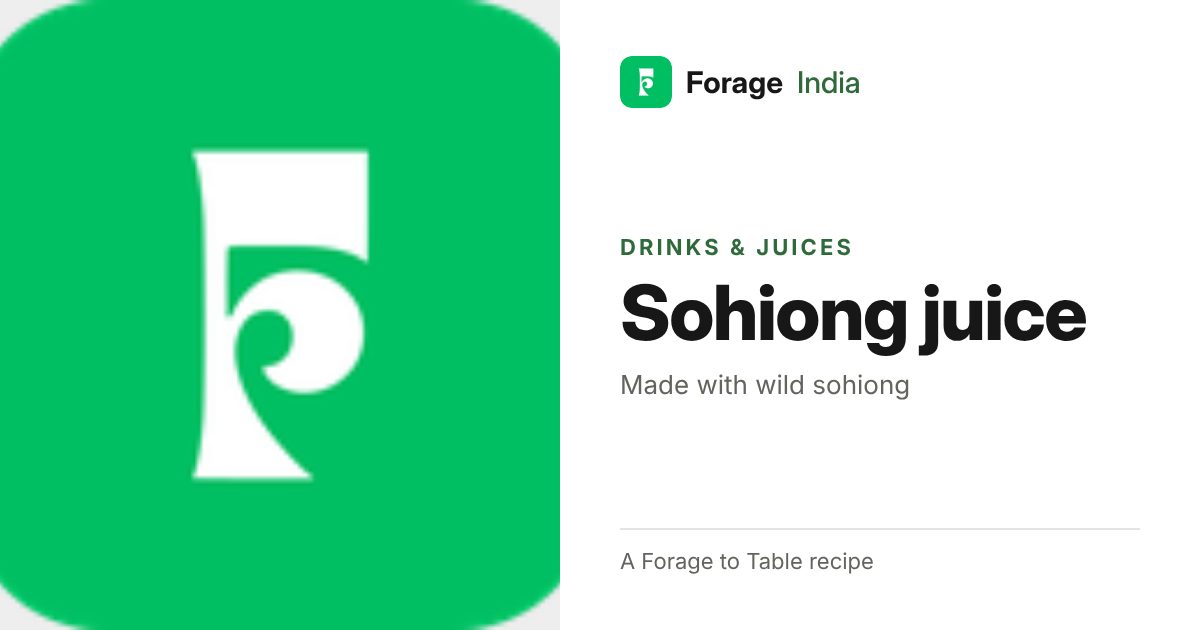 Forage India
DRINKS & JUICES
Sohiong juice
Made with wild sohiong
A Forage to Table recipe